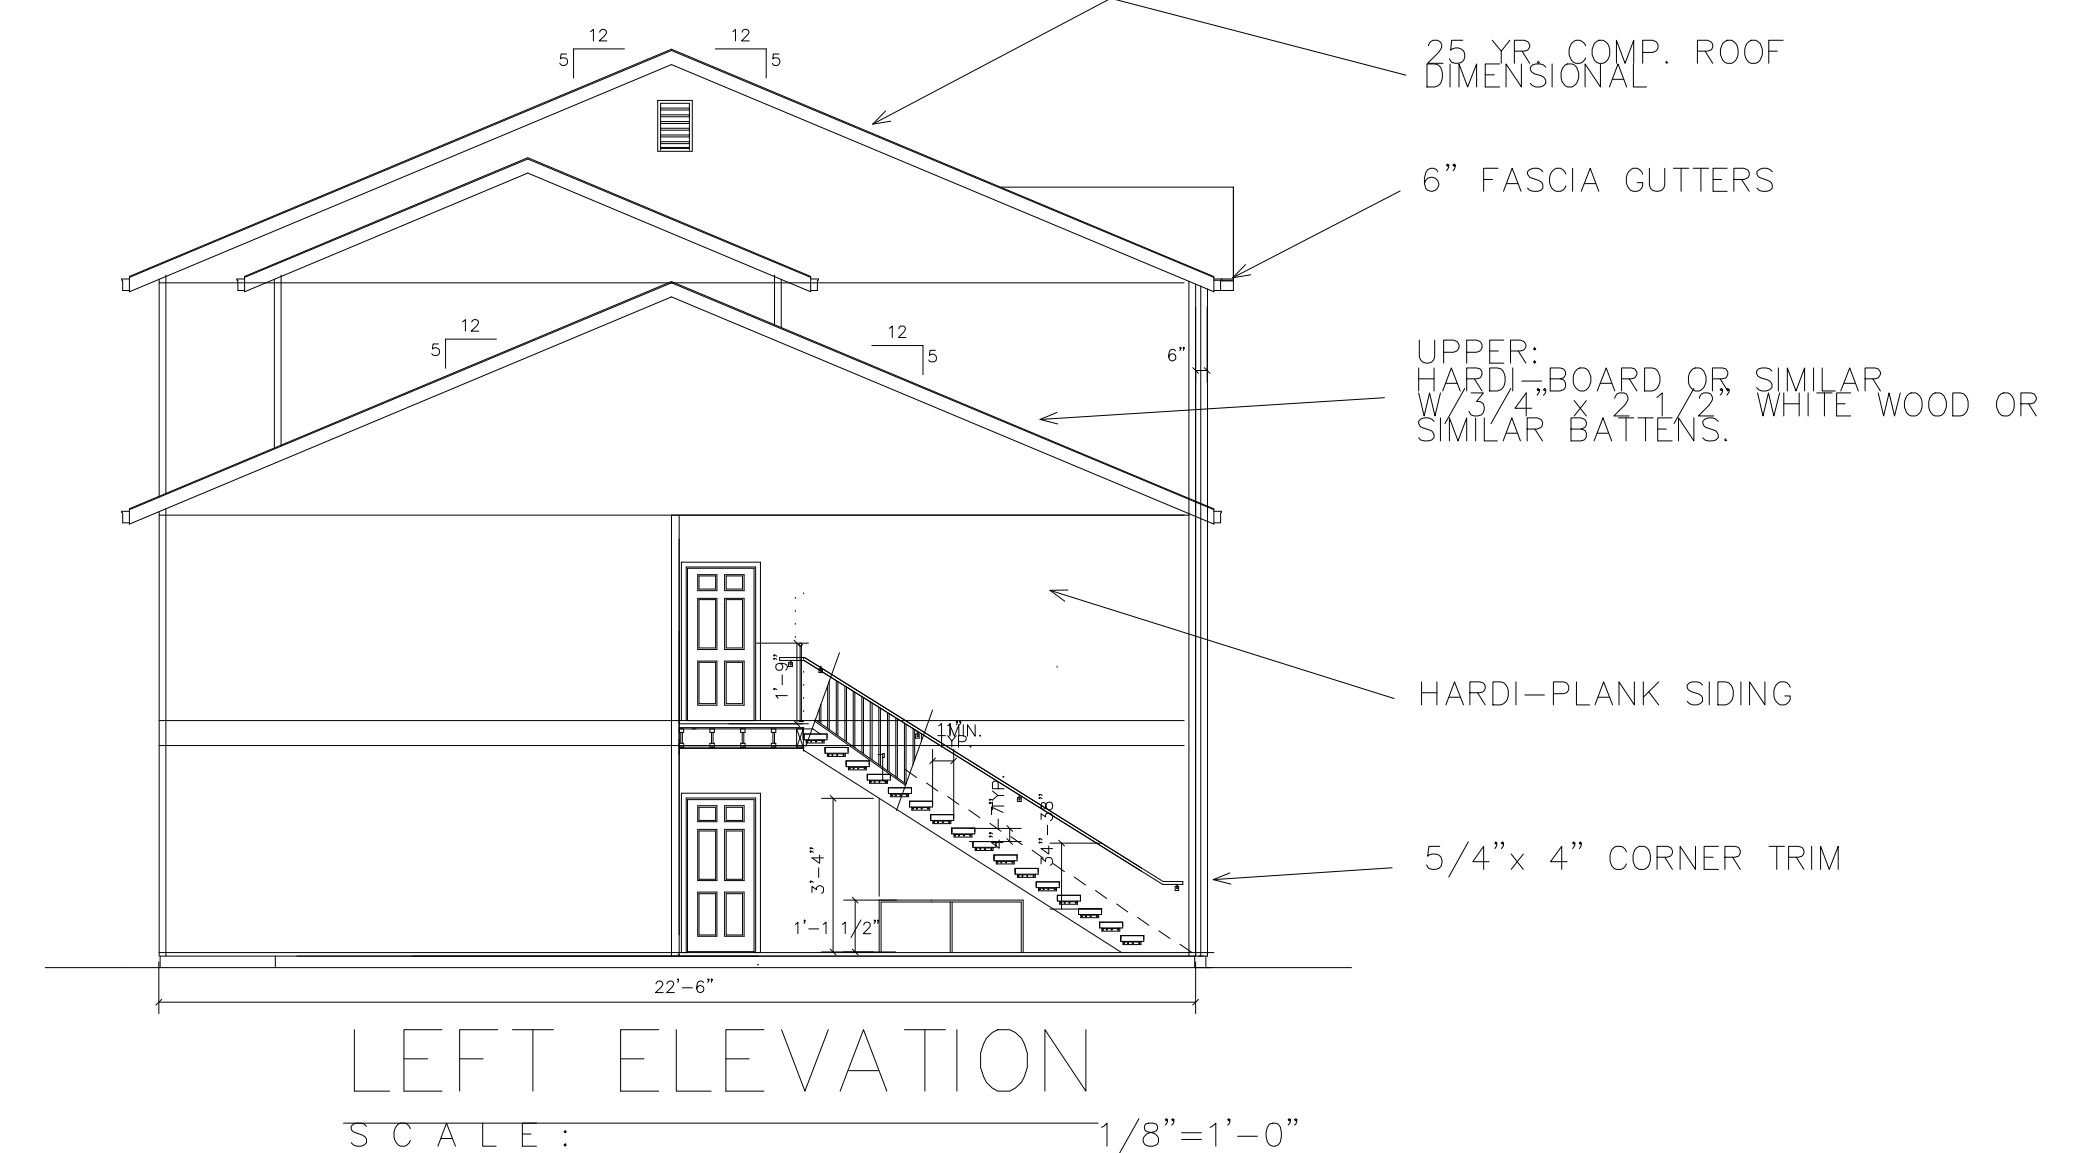 12
5
12
5
25 YR. COMP. ROOF
DIMENSIONAL
6" FASCIA GUTTERS
12
5
12
5
6"
UPPER:
HARDI-BOARD OR SIMILAR
W/3/4" x 2 1/2" WHITE WOOD OR
SIMILAR BATTENS.
1'-9"
HARDI-PLANK SIDING
11" MIN.
34"-38"
3'-4"
1'-1 1/2"
5/4"x 4" CORNER TRIM
22'-6"
LEFT ELEVATION
SCALE: 1/8"=1'-0"